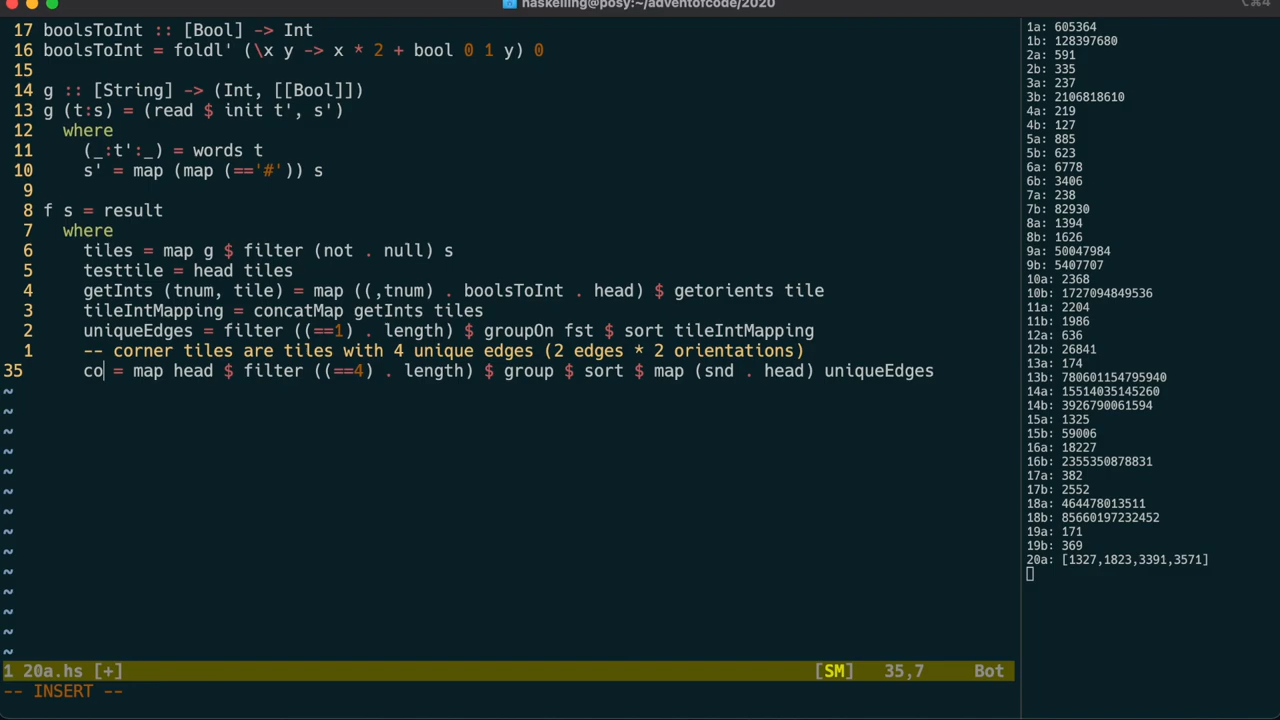 haskelling@posy:~/adventofcode/2020
⌥⌘4
17 boolsToInt :: [Bool] -> Int
16 boolsToInt = foldl' (\x y -> x * 2 + bool 0 1 y) 0
15
14 g :: [String] -> (Int, [[Bool]])
13 g (t:s) = (read $ init t', s')
12   where
11     (_:t':_) = words t
10     s' = map (map (=='#')) s
9
8 f s = result
7   where
6     tiles = map g $ filter (not . null) s
5     testtile = head tiles
4     getInts (tnum, tile) = map ((,tnum) . boolsToInt . head) $ getorients tile
3     tileIntMapping = concatMap getInts tiles
2     uniqueEdges = filter ((==1) . length) $ groupOn fst $ sort tileIntMapping
1     -- corner tiles are tiles with 4 unique edges (2 edges * 2 orientations)
35     co = map head $ filter ((==4) . length) $ group $ sort $ map (snd . head) uniqueEdges
~
~
~
~
~
~
~
~
~
~
~
~
~
~
1 20a.hs [+] [SM] 35,7 Bot
-- INSERT --
1a: 605364
1b: 128397680
2a: 591
2b: 335
3a: 237
3b: 2106818610
4a: 219
4b: 127
5a: 885
5b: 623
6a: 6778
6b: 3406
7a: 238
7b: 82930
8a: 1394
8b: 1626
9a: 50047984
9b: 5407707
10a: 2368
10b: 1727094849536
11a: 2204
11b: 1986
12a: 636
12b: 26841
13a: 174
13b: 780601154795940
14a: 15514035145260
14b: 3926790061594
15a: 1325
15b: 59006
16a: 18227
16b: 2355350878831
17a: 382
17b: 2552
18a: 464478013511
18b: 85660197232452
19a: 171
19b: 369
20a: [1327,1823,3391,3571]